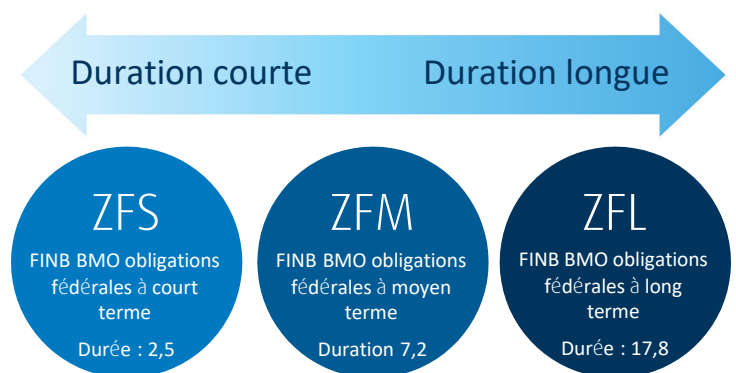 Duration courte
Duration longue
ZFS
FINB BMO obligations
fédérales à court
terme
Durée : 2,5
ZFM
FINB BMO obligations
fédérales à moyen
terme
Duration 7,2
ZFL
FINB BMO obligations
fédérales à long
terme
Durée : 17,8